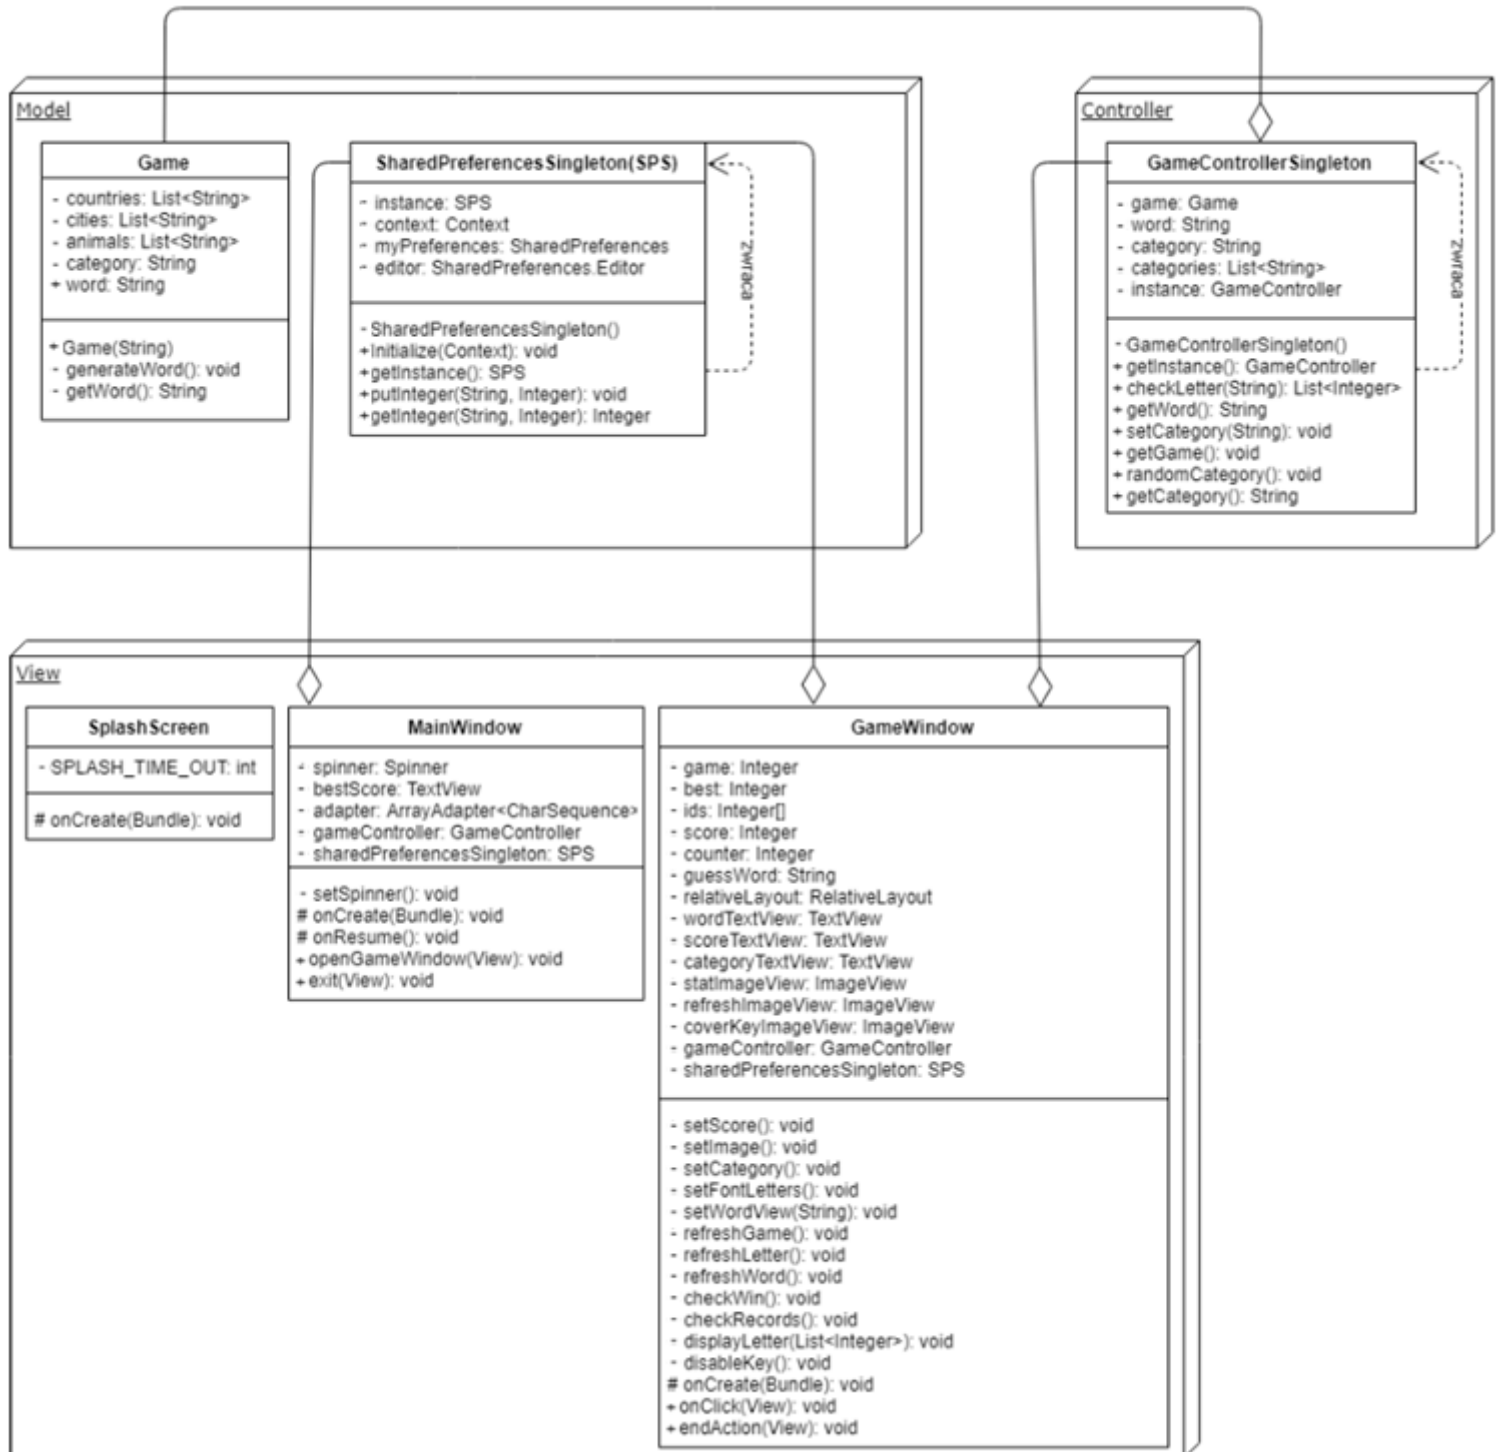 Model
Game
- countries: List<String>
- cities: List<String>
- animals: List<String>
- category: String
+ word: String
+ Game(String)
- generateWord(): void
- getWord(): String
SharedPreferencesSingleton(SPS)
- instance: SPS
- context: Context
- myPreferences: SharedPreferences
- editor: SharedPreferences.Editor
- SharedPreferencesSingleton()
+Initialize(Context): void
+getInstance(): SPS
+putInteger(String, Integer): void
+getInteger(String, Integer): Integer
zwraca
Controller
GameControllerSingleton
- game: Game
- word: String
- category: String
- categories: List<String>
- instance: GameController
- GameControllerSingleton()
+ getInstance(): GameController
+ checkLetter(String): List<Integer>
+ getWord(): String
+ setCategory(String): void
+ getGame(): void
+ randomCategory(): void
+ getCategory(): String
zwraca
View
SplashScreen
- SPLASH_TIME_OUT: int
# onCreate(Bundle): void
MainWindow
- spinner: Spinner
- bestScore: TextView
- adapter: ArrayAdapter<CharSequence>
- gameController: GameController
- sharedPreferencesSingleton: SPS
- setSpinner(): void
# onCreate(Bundle): void
# onResume(): void
+openGameWindow(View): void
+exit(View): void
GameWindow
- game: Integer
- best: Integer
- ids: Integer[]
- score: Integer
- counter: Integer
- guessWord: String
- relativeLayout: RelativeLayout
- wordTextView: TextView
- scoreTextView: TextView
- categoryTextView: TextView
- statImageView: ImageView
- refreshImageView: ImageView
- coverKeyImageView: ImageView
- gameController: GameController
- sharedPreferencesSingleton: SPS
- setScore(): void
- setImage(): void
- setCategory(): void
- setFontLetters(): void
- setWordView(String): void
- refreshGame(): void
- refreshLetter(): void
- refreshWord(): void
- checkWin(): void
- checkRecords(): void
- displayLetter(List<Integer>): void
- disableKey(): void
# onCreate(Bundle): void
+onClick(View): void
+endAction(View): void